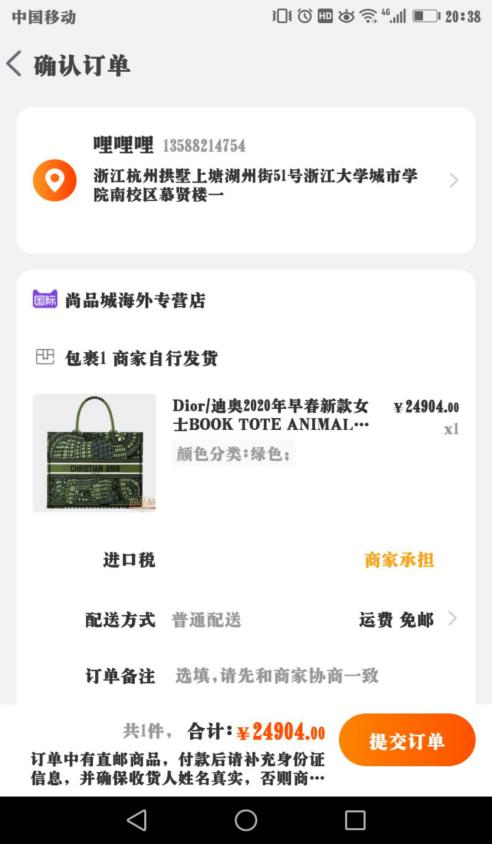 中国移动
HD 4G 20:38
确认订单
哩哩哩 13588214754
浙江杭州拱墅上塘湖州街51号浙江大学城市学
院南校区慕贤楼一
国际 尚品城海外专营店
包裹1 商家自行发货
Dior/迪奥2020年早春新款女 ￥24904.00
士BOOK TOTE ANIMAL… x1
颜色分类:绿色;
CHRISTIAN DIOR
进口税 商家承担
配送方式 普通配送 运费 免邮
订单备注 选填,请先和商家协商一致
共1件， 合计:￥24904.00
提交订单
订单中有直邮商品，付款后请补充身份证
信息，并确保收货人姓名真实，否则商…